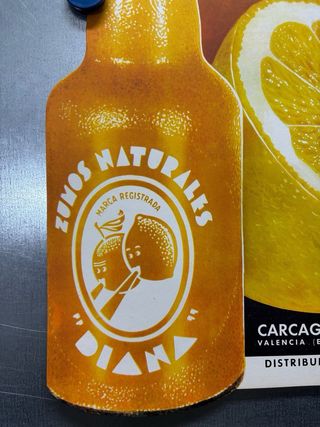 ZUMOS NATURALES
MARCA REGISTRADA
"DIANA"
CARCAG
VALENCIA (E
DISTRIBU